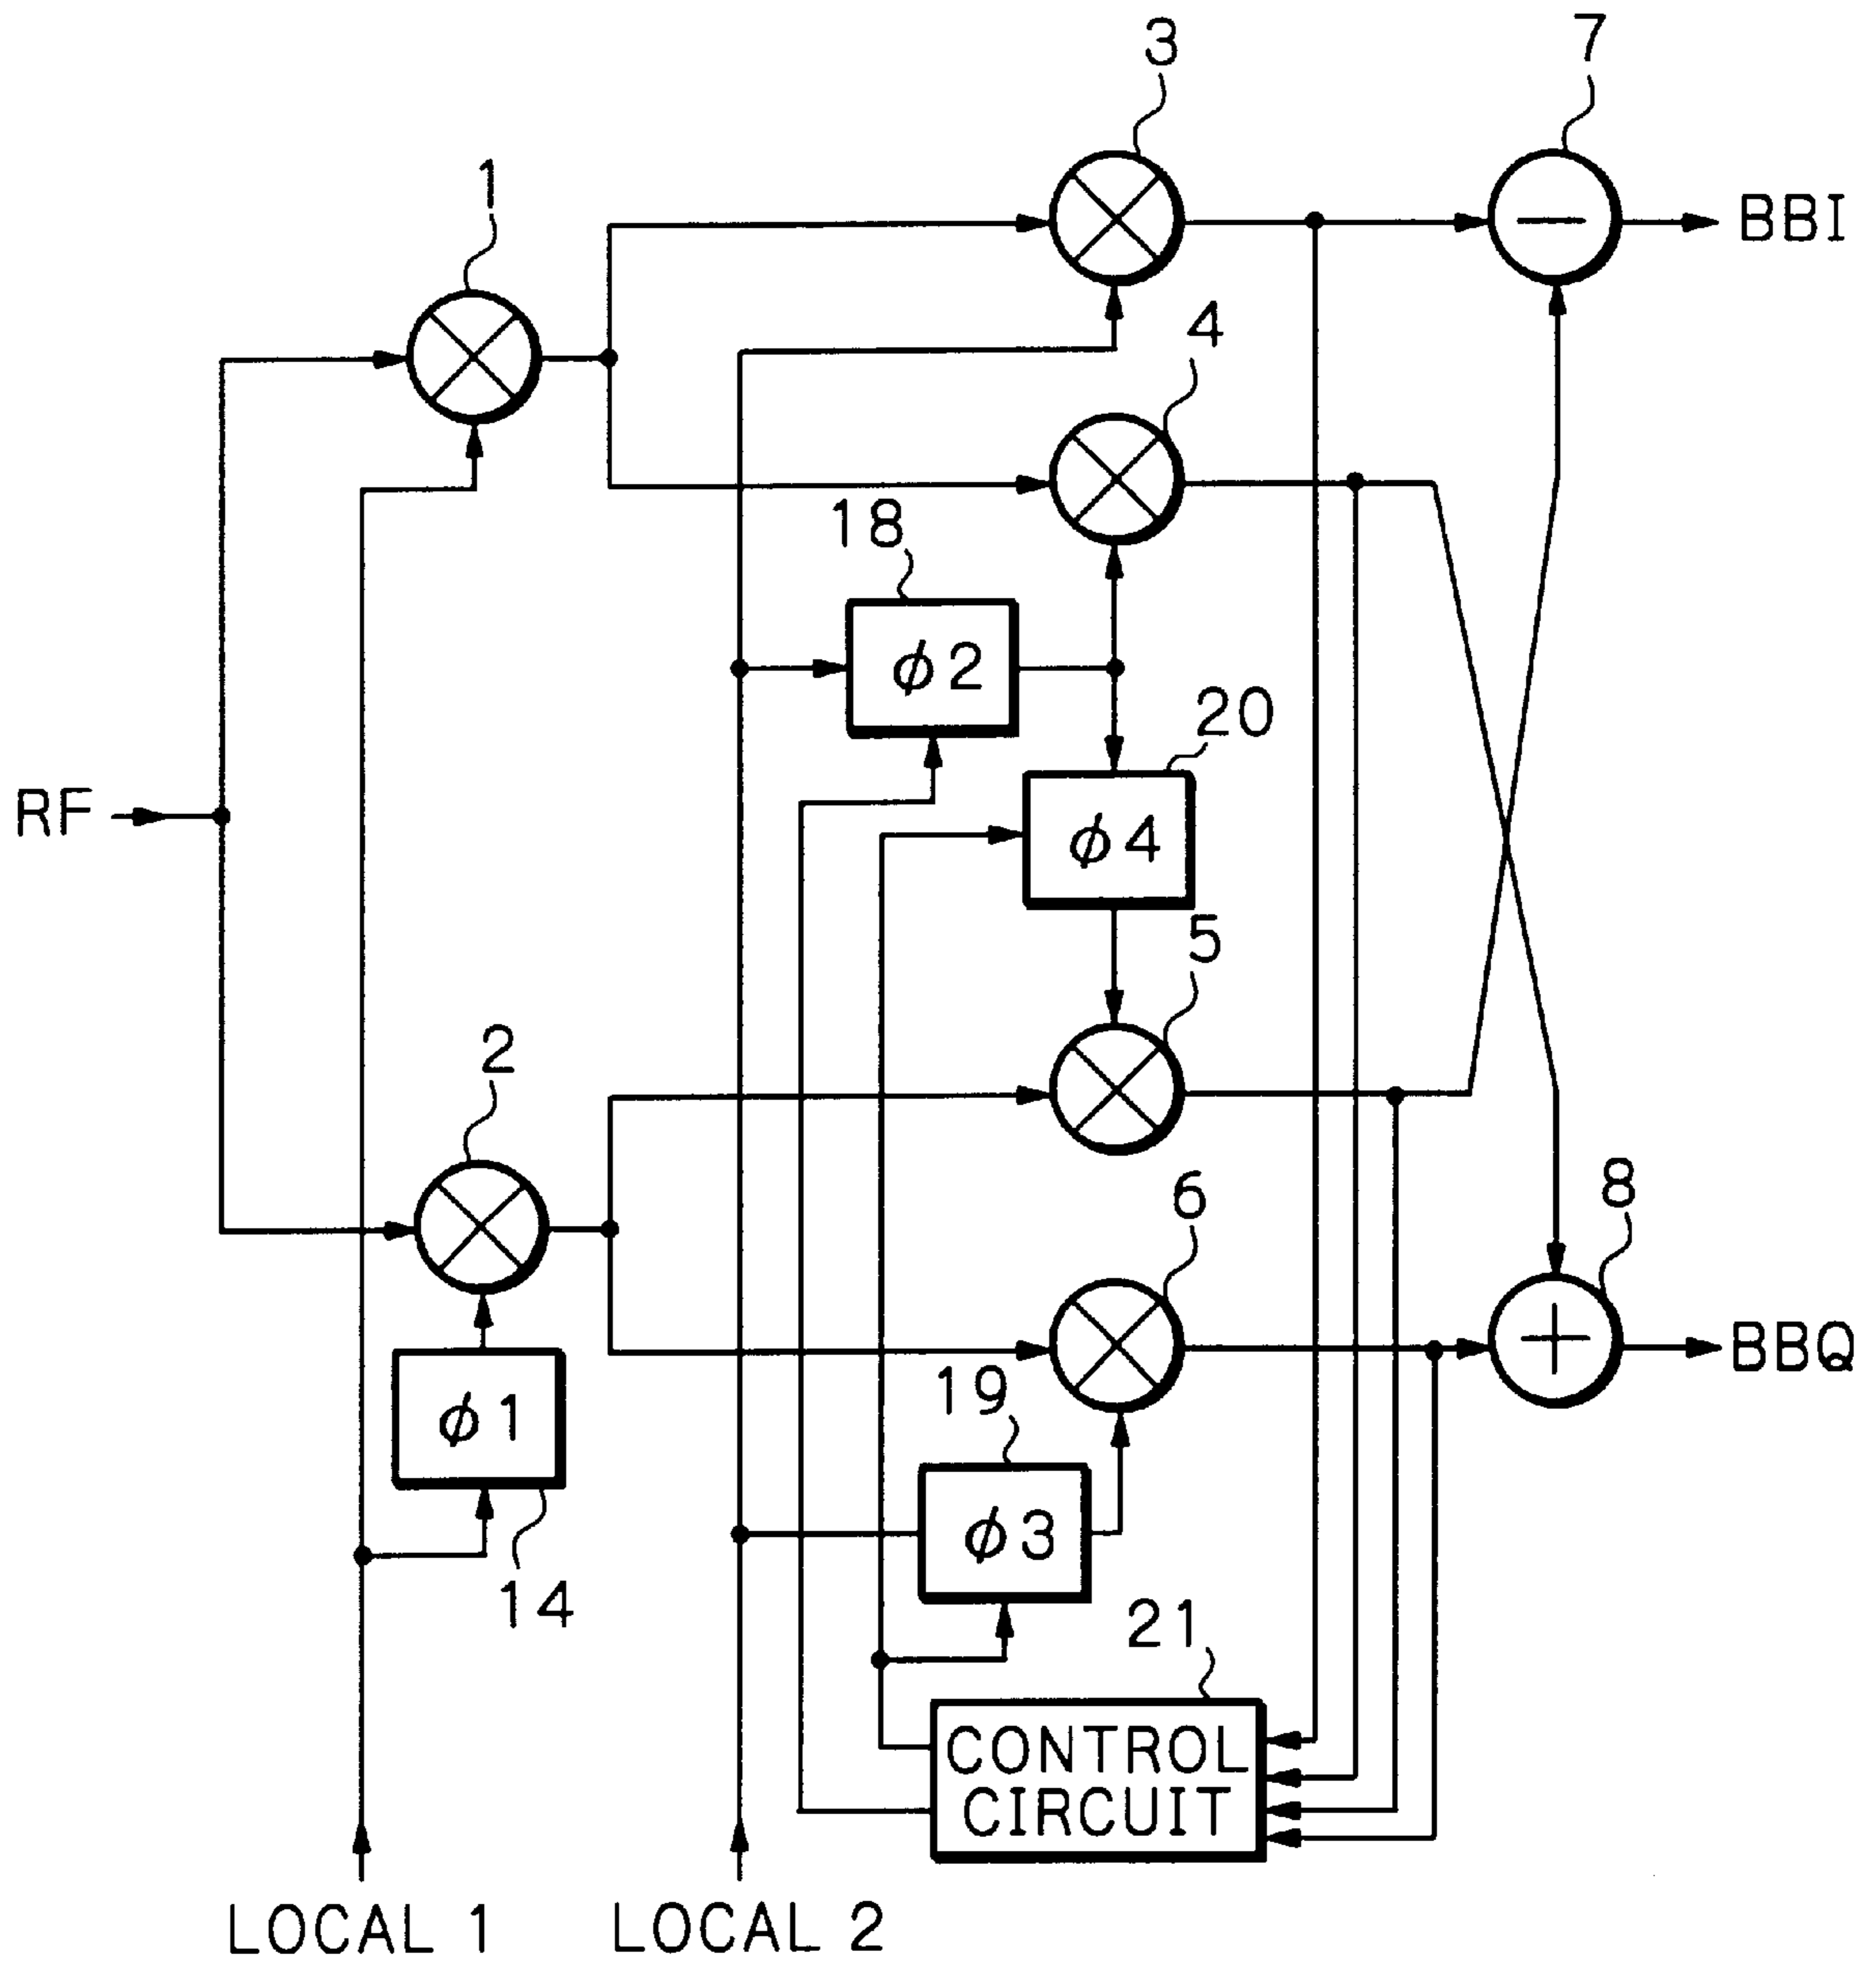 3
7
BBI
1
4
18
ϕ2
20
RF
ϕ4
5
2
6
8
BBQ
19
ϕ1
ϕ3
14
21
CONTROL
CIRCUIT
LOCAL 1
LOCAL 2